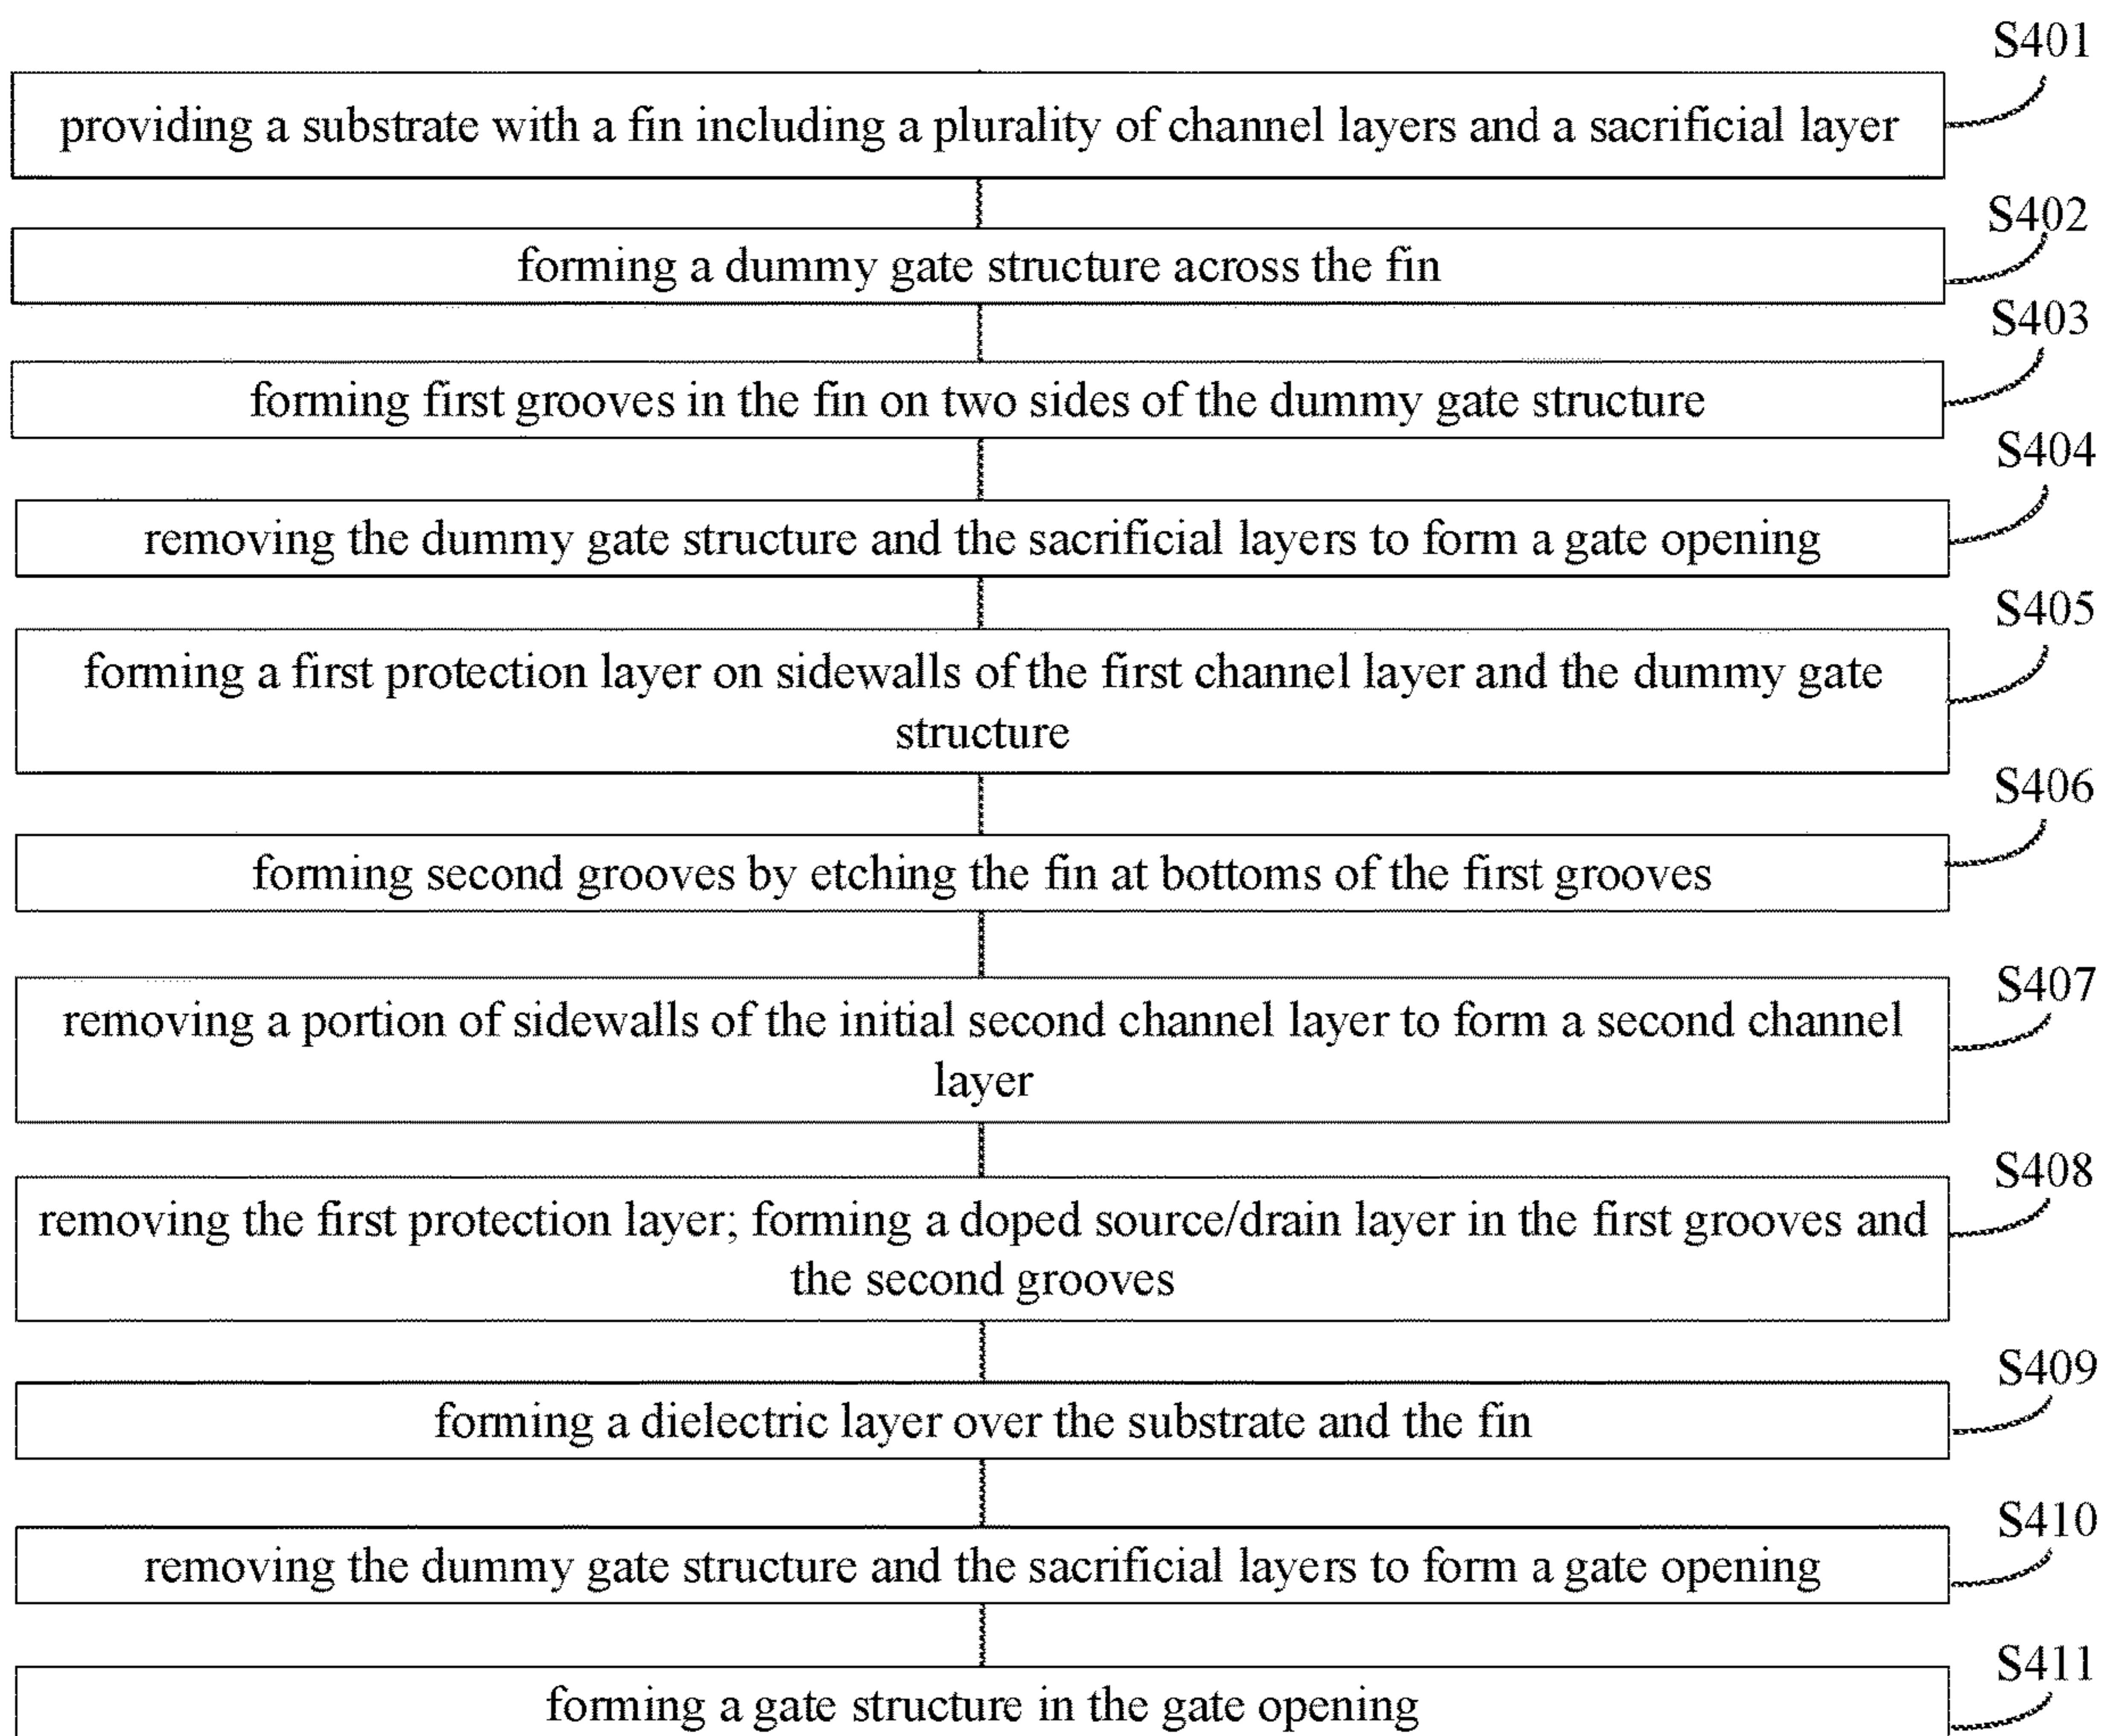 S401
providing a substrate with a fin including a plurality of channel layers and a sacrificial layer
S402
forming a dummy gate structure across the fin
S403
forming first grooves in the fin on two sides of the dummy gate structure
S404
removing the dummy gate structure and the sacrificial layers to form a gate opening
S405
forming a first protection layer on sidewalls of the first channel layer and the dummy gate
structure
S406
forming second grooves by etching the fin at bottoms of the first grooves
S407
removing a portion of sidewalls of the initial second channel layer to form a second channel
layer
S408
removing the first protection layer; forming a doped source/drain layer in the first grooves and
the second grooves
S409
forming a dielectric layer over the substrate and the fin
S410
removing the dummy gate structure and the sacrificial layers to form a gate opening
S411
forming a gate structure in the gate opening